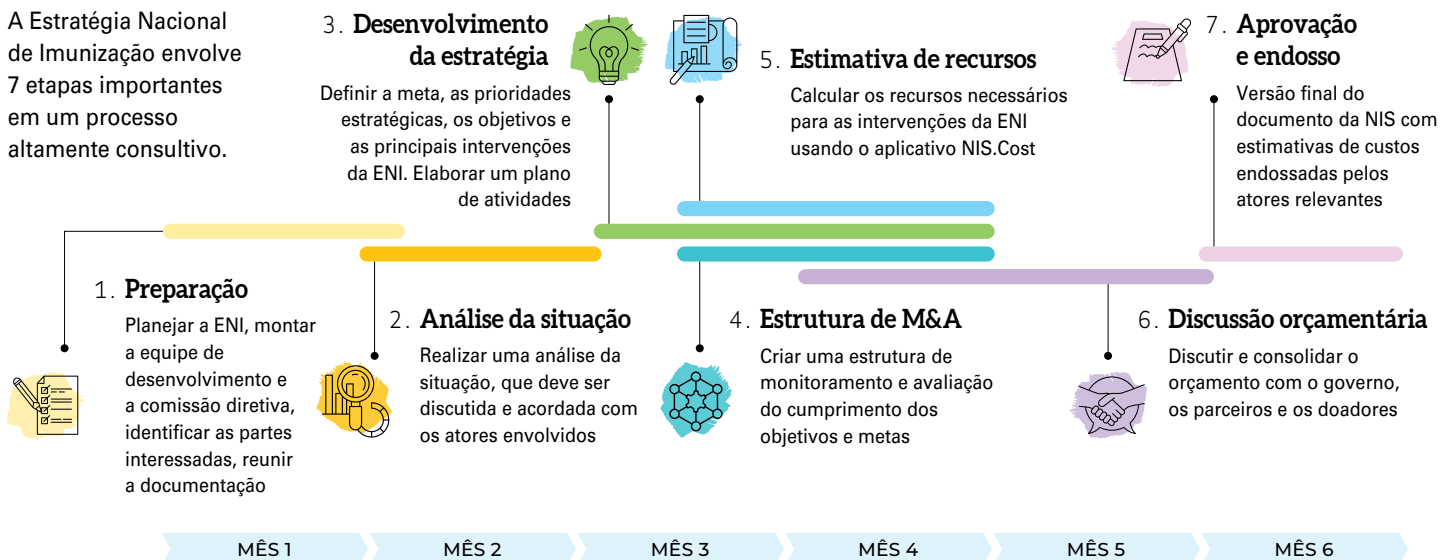 A Estratégia Nacional
de Imunização envolve
7 etapas importantes
em um processo
altamente consultivo.
3. Desenvolvimento
da estratégia
Definir a meta, as prioridades
estratégicas, os objetivos e
as principais intervenções
da ENI. Elaborar um plano
de atividades
5. Estimativa de recursos
Calcular os recursos necessários
para as intervenções da ENI
usando o aplicativo NIS.Cost
7. Aprovação
e endosso
Versão final do
documento da NIS com
estimativas de custos
endossadas pelos
atores relevantes
1. Preparação
Planejar a ENI, montar
a equipe de
desenvolvimento e
a comissão diretiva,
identificar as partes
interessadas, reunir
a documentação
2. Análise da situação
Realizar uma análise da
situação, que deve ser
discutida e acordada com
os atores envolvidos
4. Estrutura de M&A
Criar uma estrutura de
monitoramento e avaliação
do cumprimento dos
objetivos e metas
6. Discussão orçamentária
Discutir e consolidar o
orçamento com o governo,
os parceiros e os doadores
MÊS 1
MÊS 2
MÊS 3
MÊS 4
MÊS 5
MÊS 6